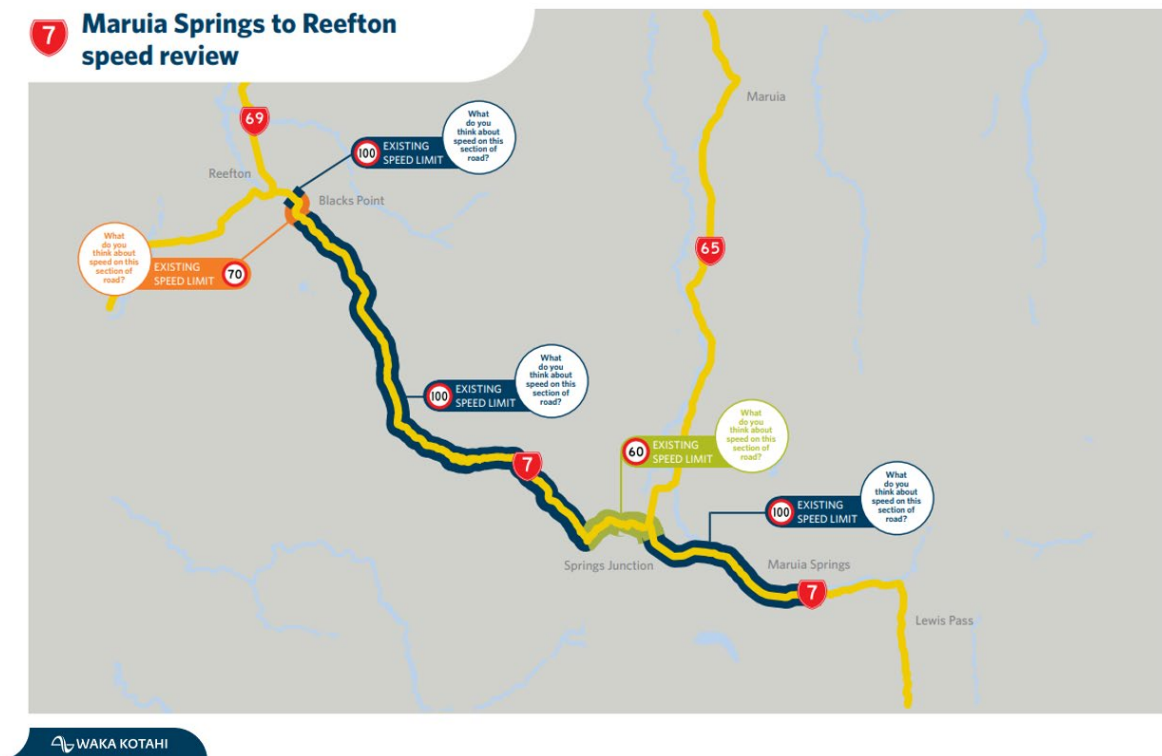 7
Maruia Springs to Reefton
speed review
Maruia
69
What
do you
think about
speed on this
section of
road?
100
EXISTING
SPEED LIMIT
Reefton
Blacks Point
65
What
do you
think about
speed on this
section of
road?
EXISTING
SPEED LIMIT
70
What
do you
think about
speed on this
section of
road?
100
EXISTING
SPEED LIMIT
What
do you
think about
speed on this
section of
road?
60
EXISTING
SPEED LIMIT
7
What
do you
think about
speed on this
section of
road?
100
EXISTING
SPEED LIMIT
Springs Junction
Maruia Springs
7
Lewis Pass
WAKA KOTAHI